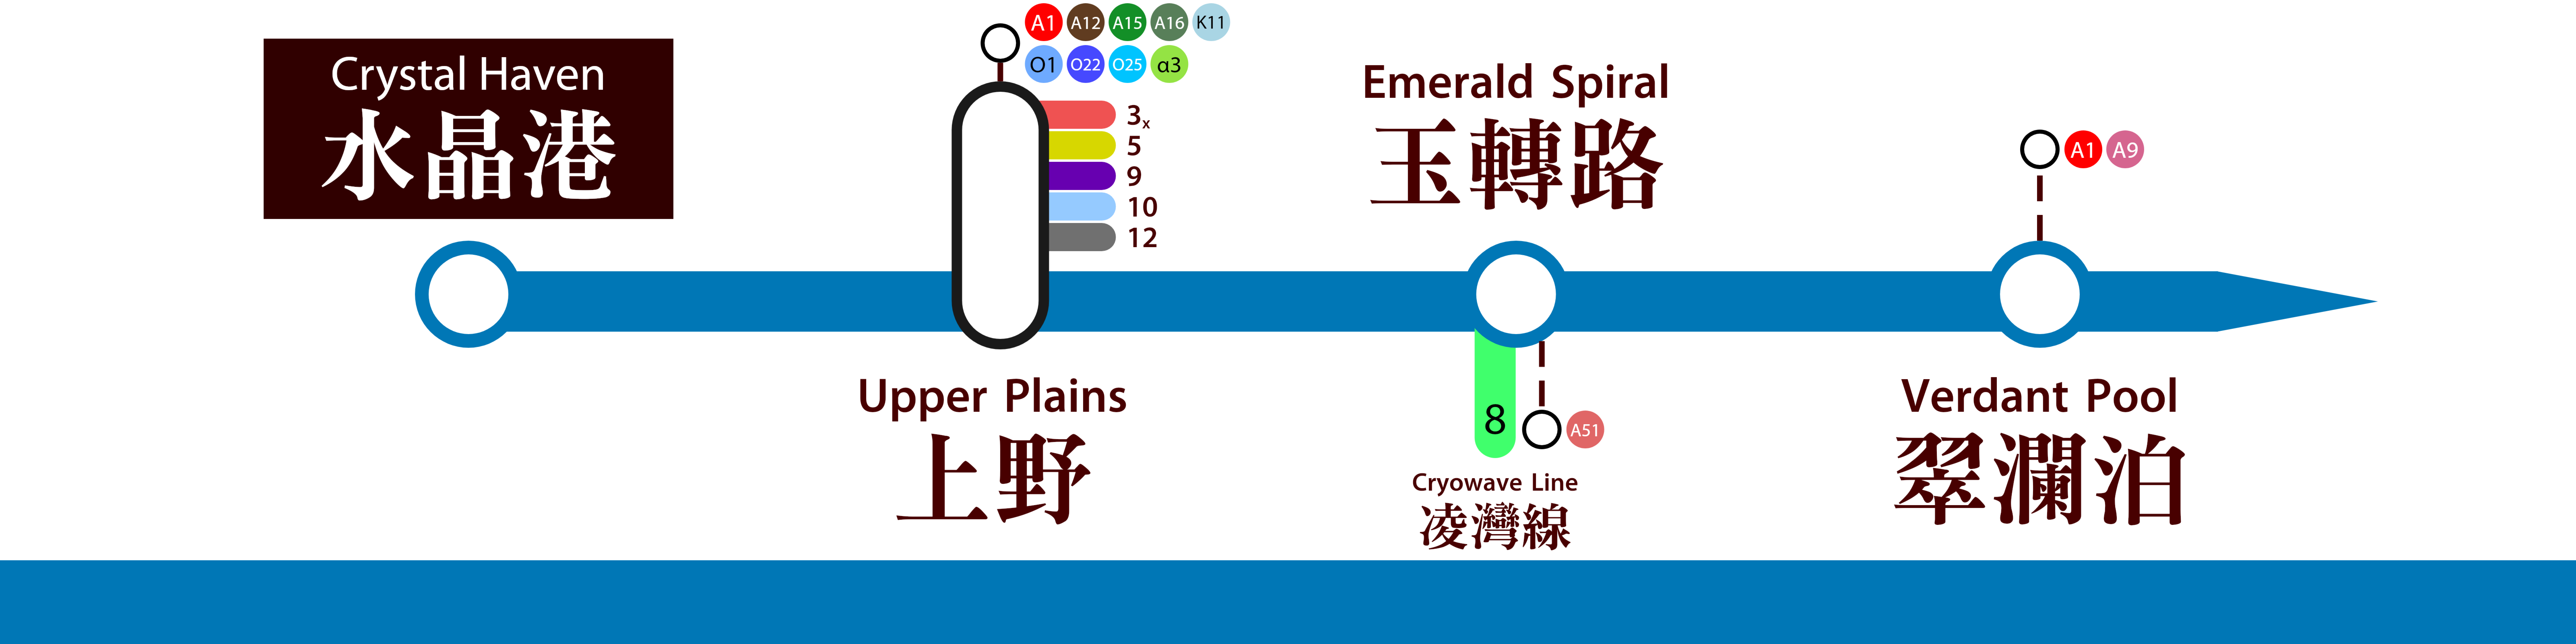 Crystal Haven
水晶港
A1 A12 A15 A16 K11
O1 O22 O25 α3
3x
5
9
10
12
Upper Plains
上野
Emerald Spiral
玉轉路
8
A51
Cryowave Line
凌灣線
A1 A9
Verdant Pool
翠瀾泊